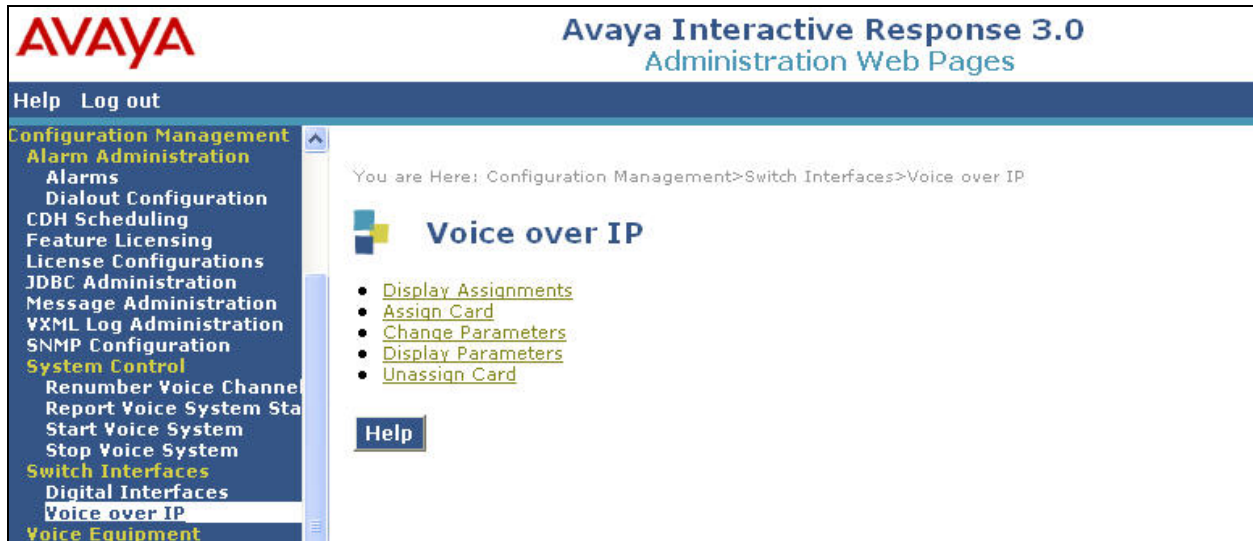 AVAYA
Avaya Interactive Response 3.0
Administration Web Pages
Help Log out
Configuration Management
Alarm Administration
Alarms
Dialout Configuration
CDH Scheduling
Feature Licensing
License Configurations
JDBC Administration
Message Administration
VXML Log Administration
SNMP Configuration
System Control
Renumber Voice Channel
Report Voice System Sta
Start Voice System
Stop Voice System
Switch Interfaces
Digital Interfaces
Voice over IP
Voice Equipment
You are Here: Configuration Management>Switch Interfaces>Voice over IP
Voice over IP
Display Assignments
Assign Card
Change Parameters
Display Parameters
Unassign Card
Help